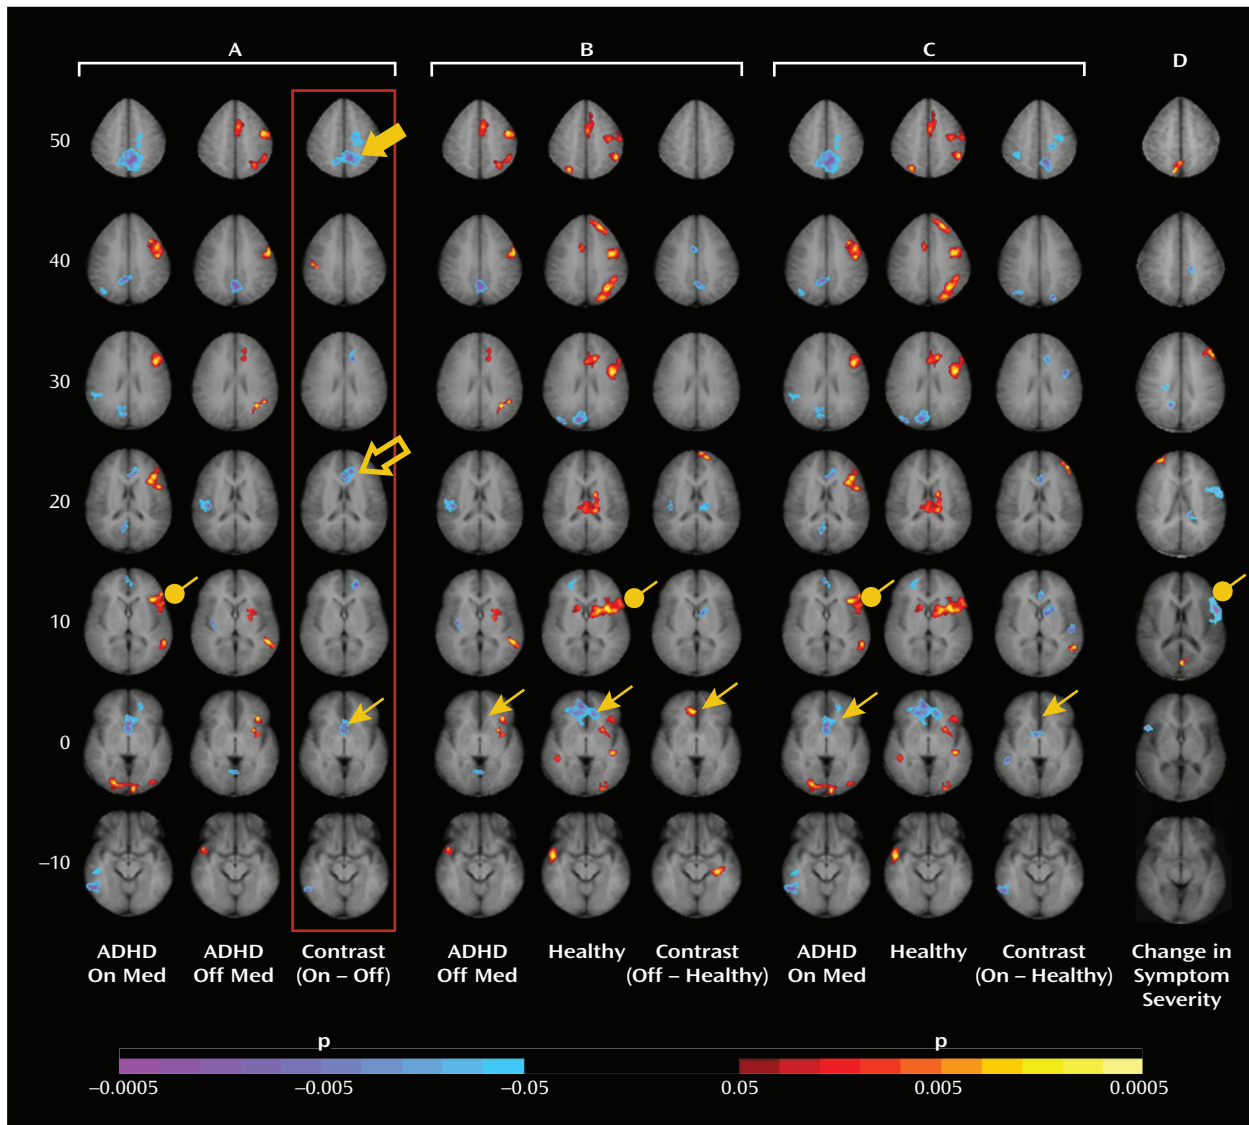 A
B
C
D
50
40
30
20
10
0
–10
ADHD
On Med
ADHD
Off Med
Contrast
(On – Off)
ADHD
Off Med
Healthy
Contrast
(Off – Healthy)
ADHD
On Med
Healthy
Contrast
(On – Healthy)
Change in
Symptom
Severity
p
–0.0005
–0.005
–0.05
p
0.05
0.005
0.0005